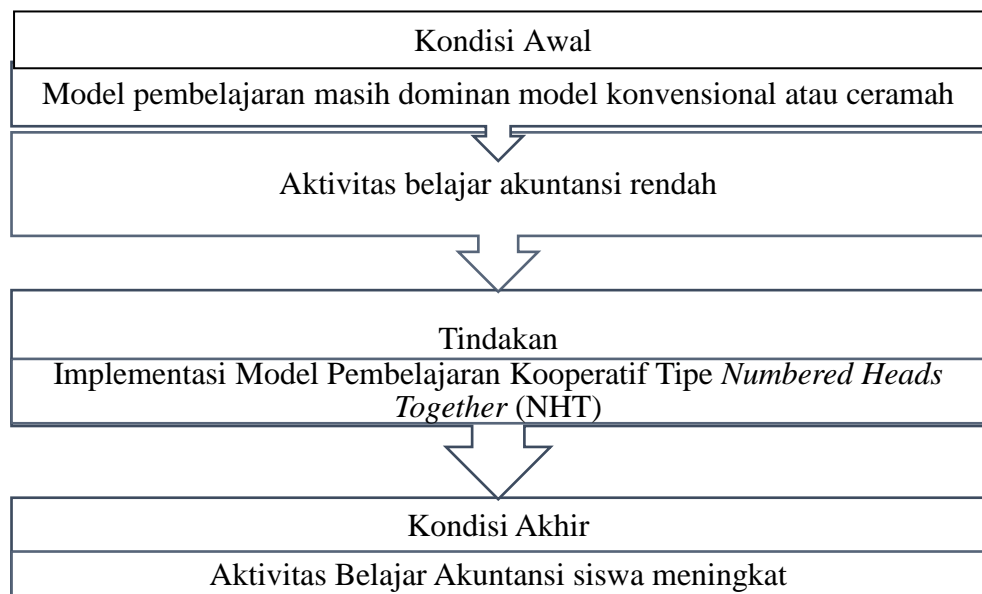 Kondisi Awal
Model pembelajaran masih dominan model konvensional atau ceramah
Aktivitas belajar akuntansi rendah
Tindakan
Implementasi Model Pembelajaran Kooperatif Tipe Numbered Heads
Together (NHT)
Kondisi Akhir
Aktivitas Belajar Akuntansi siswa meningkat